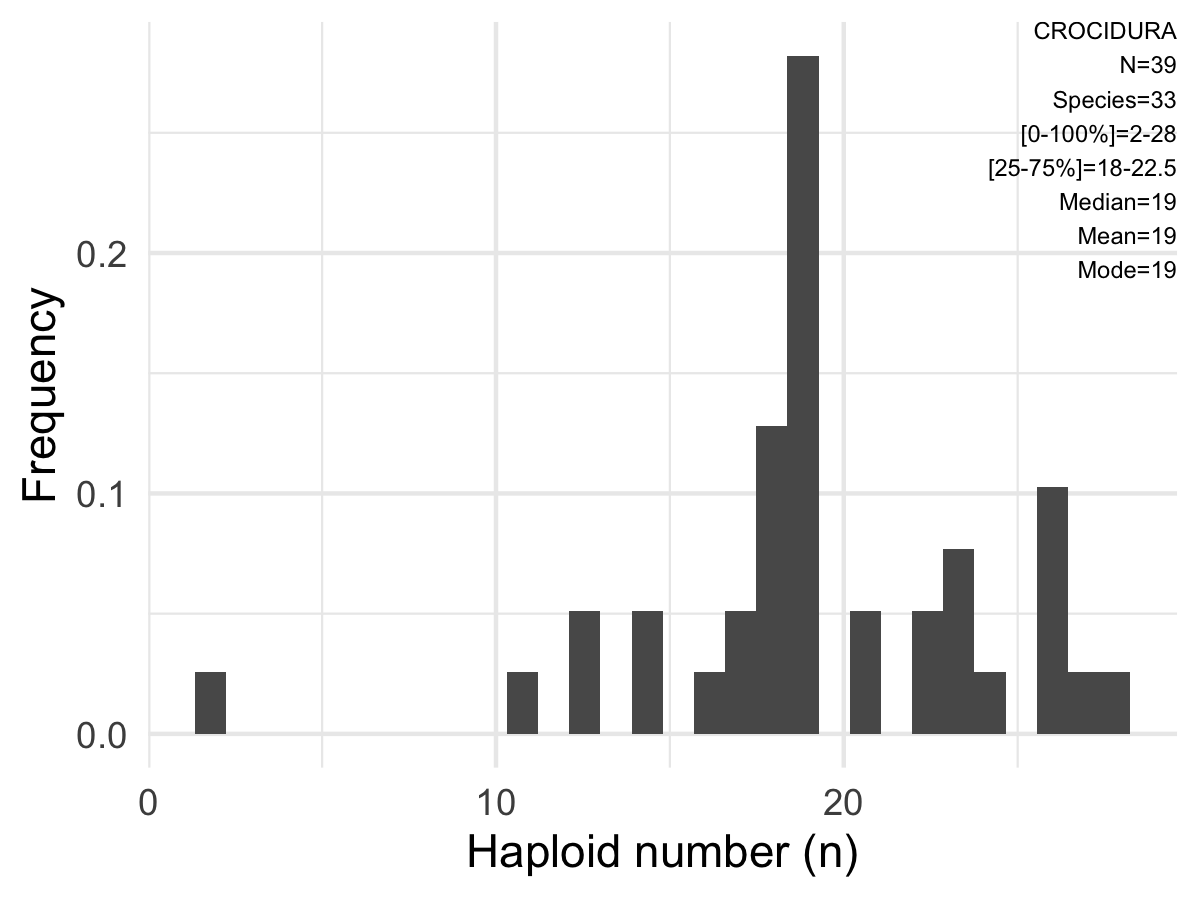 CROCIDURA
N=39
Species=33
[0-100%]=2-28
[25-75%]=18-22.5
Median=19
Mean=19
Mode=19
Frequency
0.2
0.1
0.0
0 10 20
Haploid number (n)